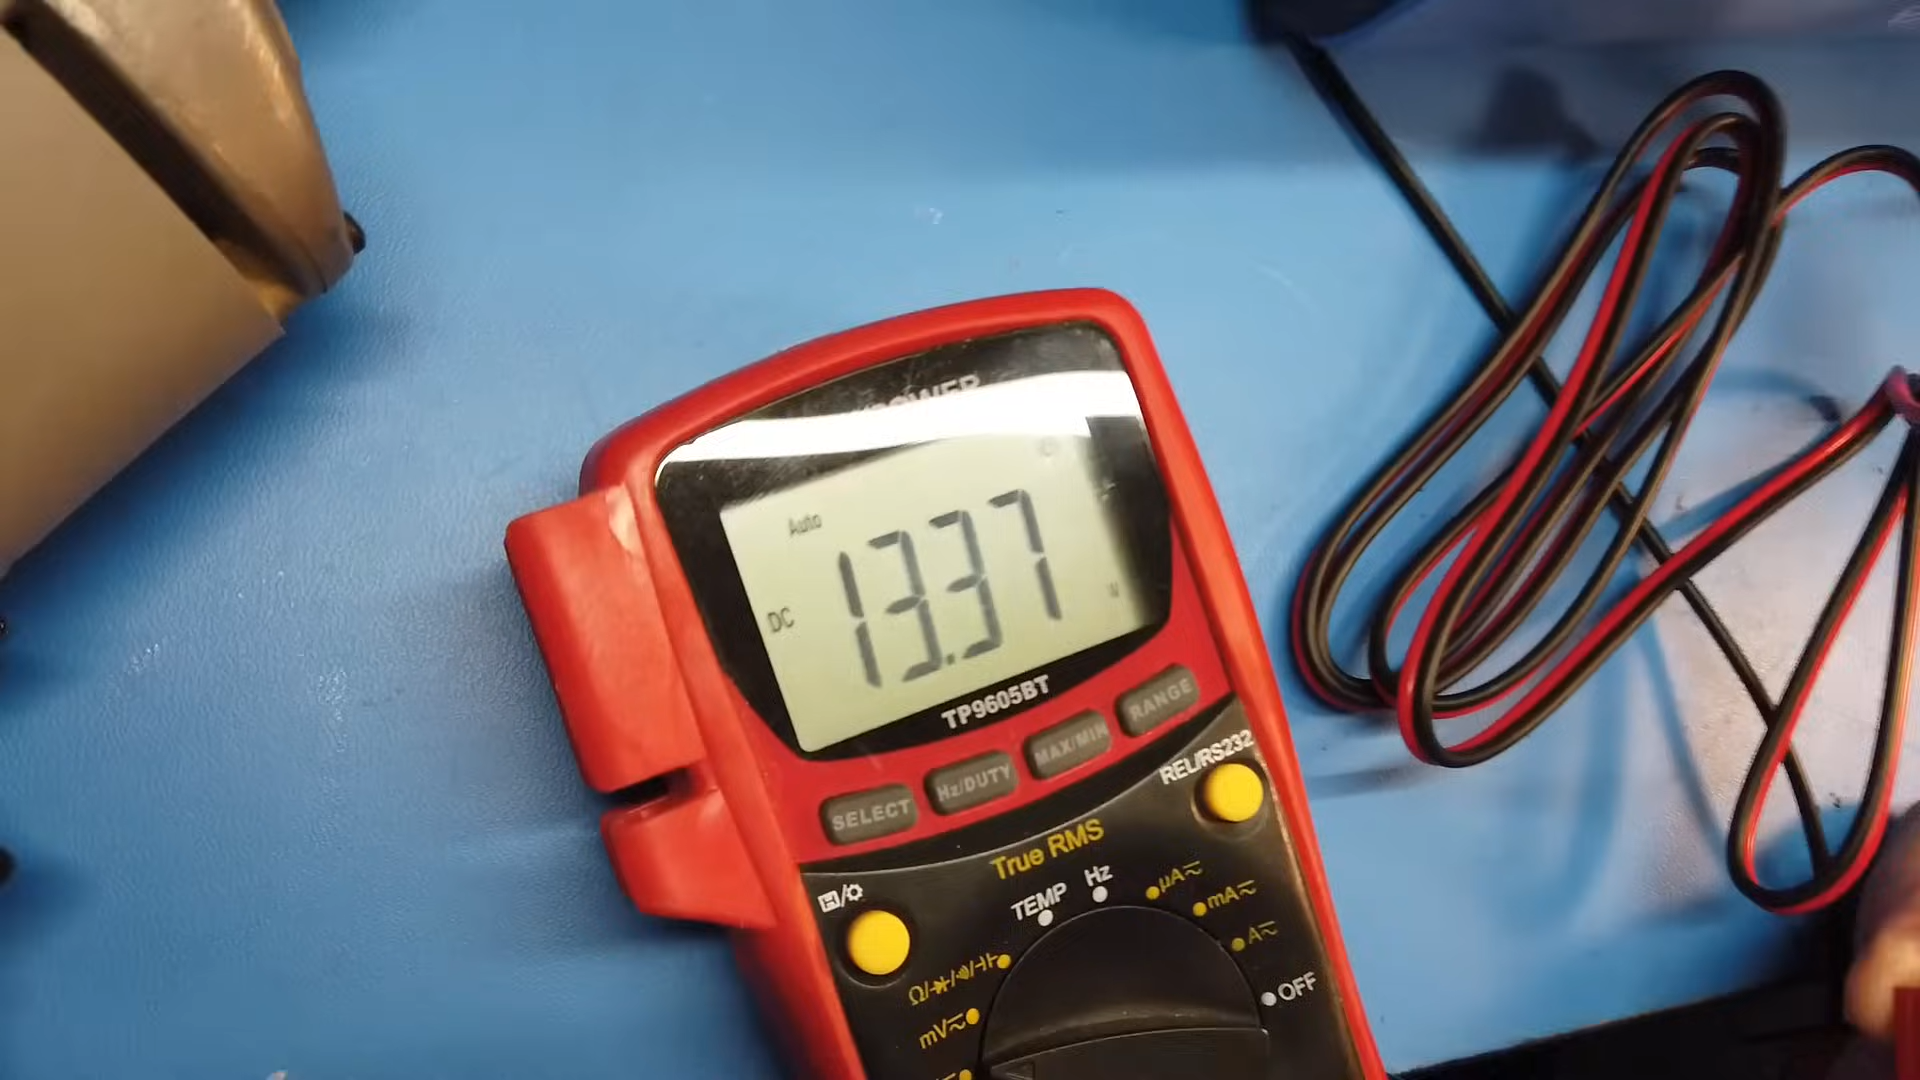 Auto
DC
13.37
V
TP9605BT
SELECT
Hz/DUTY
MAX/MIN
RANGE
REL/RS232
True RMS
H/☼
TEMP
Hz
µA≂
mA≂
A≂
OFF
mV≂